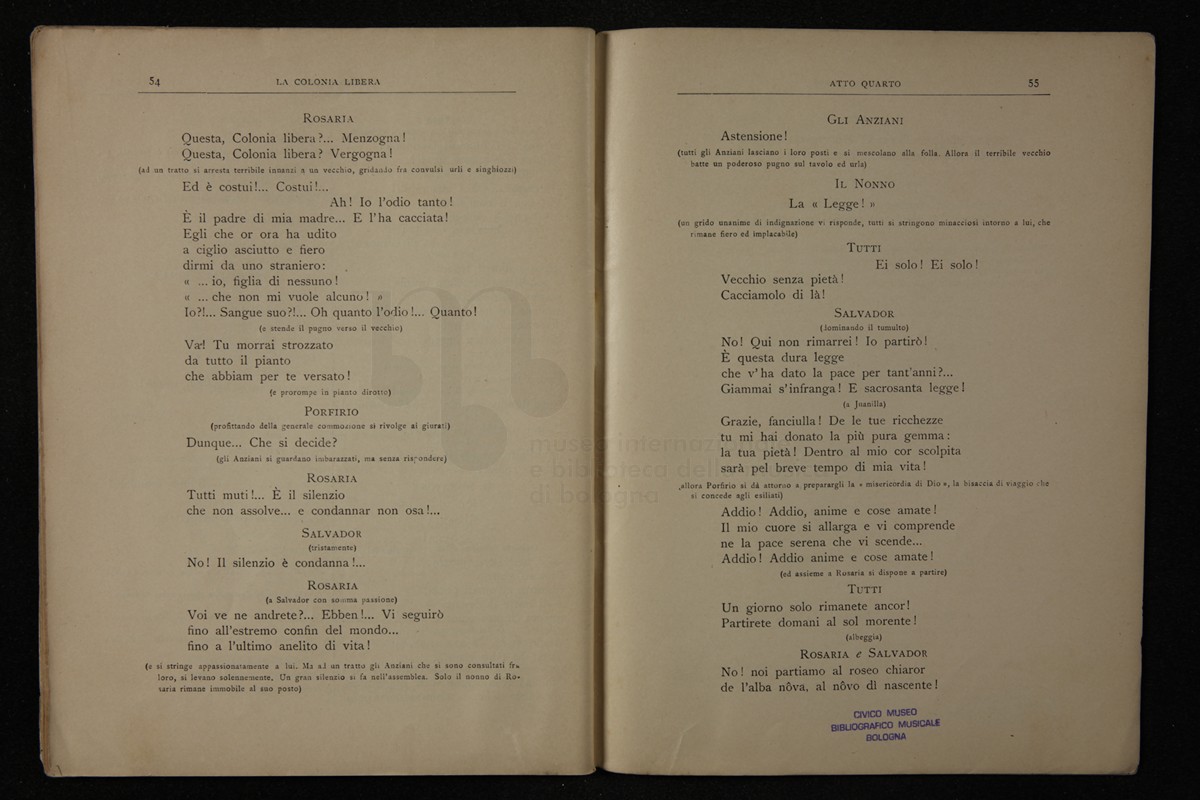 54
LA COLONIA LIBERA
ROSARIA
Questa, Colonia libera?... Menzogna!
Questa, Colonia libera? Vergogna!
(ad un tratto si arresta terribile innanzi a un vecchio, gridando fra convulsi urli e singhiozzi)
Ed è costui!... Costui!...
Ah! Io l'odio tanto!
È il padre di mia madre... E l'ha cacciata!
Egli che or ora ha udito
a ciglio asciutto e fiero
dirmi da uno straniero:
« ... io, figlia di nessuno!
« ... che non mi vuole alcuno! »
Io?!... Sangue suo?!... Oh quanto l'odio!... Quanto!
(e stende il pugno verso il vecchio)
Va'! Tu morrai strozzato
da tutto il pianto
che abbiam per te versato!
(e prorompe in pianto dirotto)
PORFIRIO
(profittando della generale commozione si rivolge ai giurati)
Dunque... Che si decide?
(gli Anziani si guardano imbarazzati, ma senza rispondere)
ROSARIA
Tutti muti!... È il silenzio
che non assolve... e condannar non osa!...
SALVADOR
(tristamente)
No! Il silenzio è condanna!...
ROSARIA
(a Salvador con somma passione)
Voi ve ne andrete?... Ebben!... Vi seguirò
fino all'estremo confin del mondo...
fino a l'ultimo anelito di vita!
(e si stringe appassionatamente a lui. Ma ad un tratto gli Anziani che si sono consultati fra
loro, si levano solennemente. Un gran silenzio si fa nell'assemblea. Solo il nonno di Ro-
saria rimane immobile al suo posto)
ATTO QUARTO
55
GLI ANZIANI
Astensione!
(tutti gli Anziani lasciano i loro posti e si mescolano alla folla. Allora il terribile vecchio
batte un poderoso pugno sul tavolo ed urla)
IL NONNO
La « Legge! »
(un grido unanime di indignazione vi risponde, tutti si stringono minacciosi intorno a lui, che
rimane fiero ed implacabile)
TUTTI
Ei solo! Ei solo!
Vecchio senza pietà!
Cacciamolo di là!
SALVADOR
(dominando il tumulto)
No! Qui non rimarrei! Io partirò!
È questa dura legge
che v'ha dato la pace per tant'anni?...
Giammai s'infranga! E sacrosanta legge!
(a Juanilla)
Grazie, fanciulla! De le tue ricchezze
tu mi hai donato la più pura gemma:
la tua pietà! Dentro al mio cor scolpita
sarà pel breve tempo di mia vita!
(allora Porfirio si dà attorno a preparargli la « misericordia di Dio », la bisaccia di viaggio che
si concede agli esiliati)
Addio! Addio, anime e cose amate!
Il mio cuore si allarga e vi comprende
ne la pace serena che vi scende...
Addio! Addio anime e cose amate!
(ed assieme a Rosaria si dispone a partire)
TUTTI
Un giorno solo rimanete ancor!
Partirete domani al sol morente!
(albeggia)
ROSARIA e SALVADOR
No! noi partiamo al roseo chiaror
de l'alba nôva, al nôvo dì nascente!
CIVICO MUSEO
BIBLIOGRAFICO MUSICALE
BOLOGNA
museo internazionale
e biblioteca della
di bologna